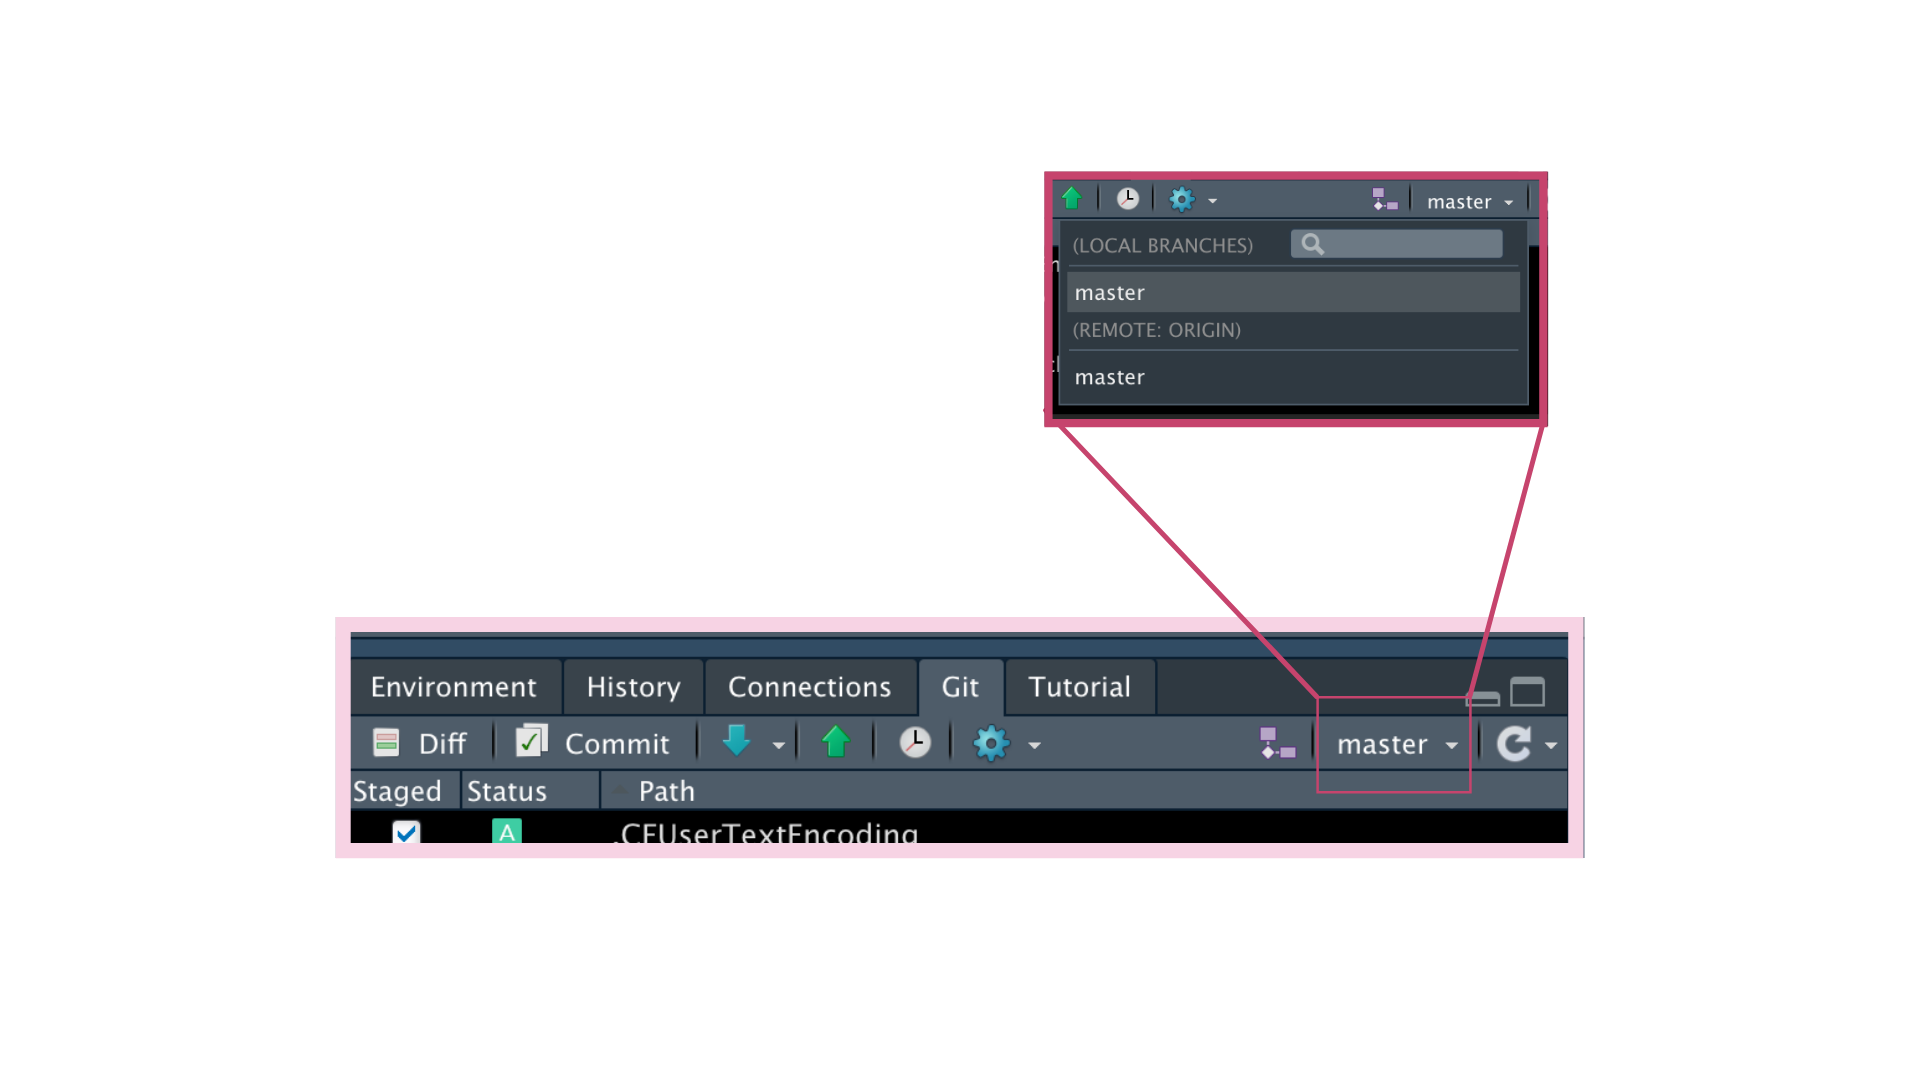 master
(LOCAL BRANCHES)
master
(REMOTE: ORIGIN)
master
Environment History Connections Git Tutorial
Diff Commit master
Staged Status Path
A .CFUserTextEncoding